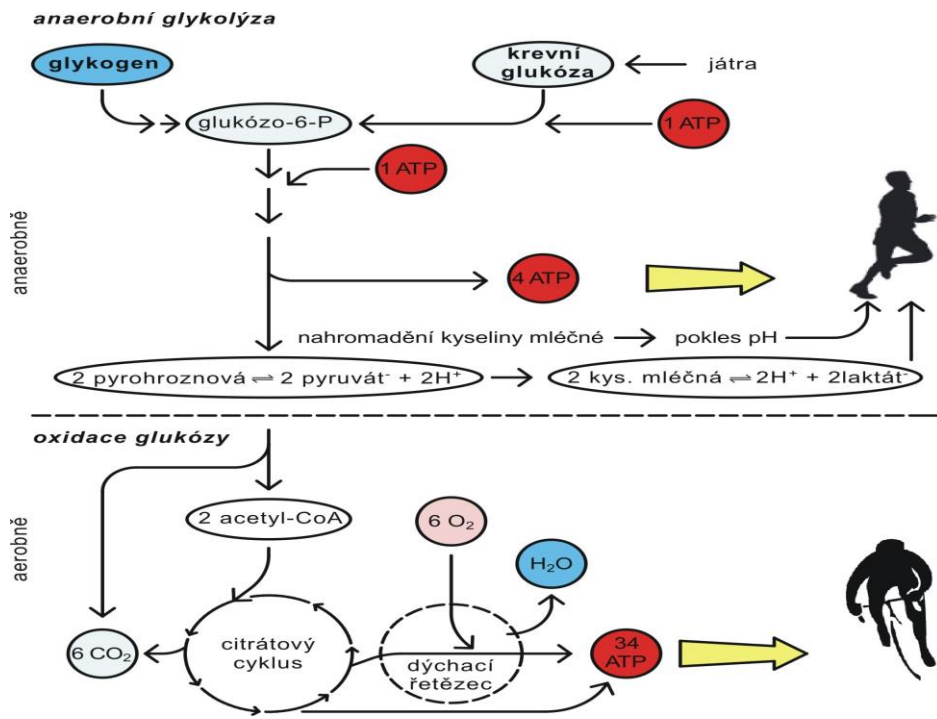 anaerobní glykolýza
glykogen
krevní
glukóza
játra
glukózo-6-P
1 ATP
1 ATP
anaerobně
4 ATP
nahromadění kyseliny mléčné
pokles pH
2 pyrohroznová ⇌ 2 pyruvát⁻ + 2H⁺
2 kys. mléčná ⇌ 2H⁺ + 2laktát⁻
oxidace glukózy
aerobně
2 acetyl-CoA
6 O₂
H₂O
6 CO₂
citrátový
cyklus
dýchací
řetězec
34
ATP